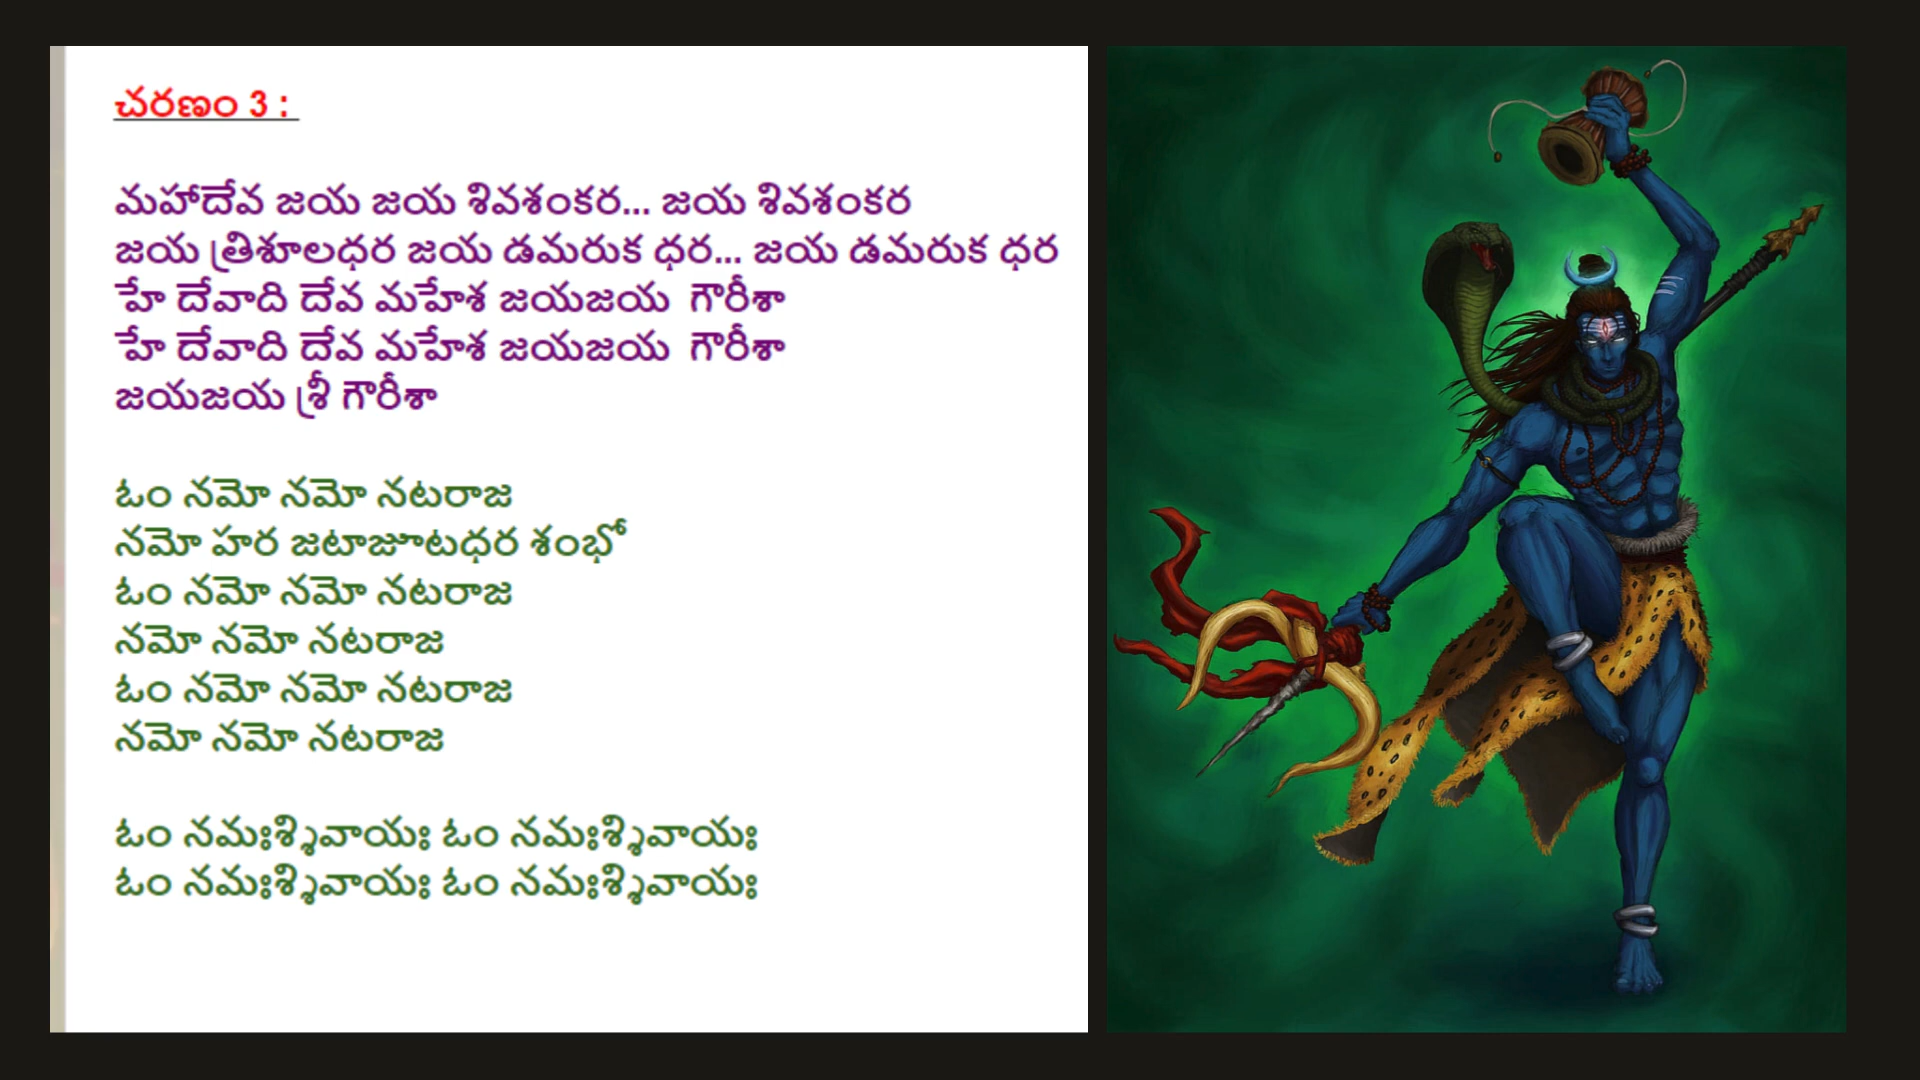 చరణం 3 :
మహాదేవ జయ జయ శివశంకర... జయ శివశంకర
జయ త్రిశూలధర జయ డమరుక ధర... జయ డమరుక ధర
హే దేవాది దేవ మహేశ జయజయ  గౌరీశా
హే దేవాది దేవ మహేశ జయజయ  గౌరీశా
జయజయ శ్రీ గౌరీశా
ఓం నమో నమో నటరాజ
నమో హర జటాజూటధర శంభో
ఓం నమో నమో నటరాజ
నమో నమో నటరాజ
ఓం నమో నమో నటరాజ
నమో నమో నటరాజ
ఓం నమఃశ్శివాయః ఓం నమఃశ్శివాయః
ఓం నమఃశ్శివాయః ఓం నమఃశ్శివాయః